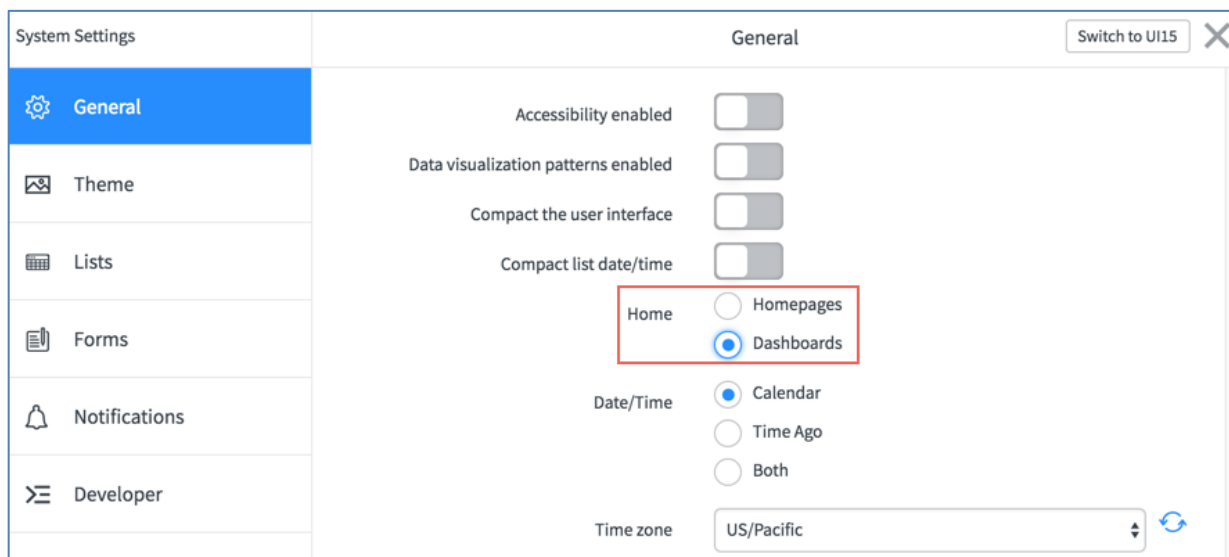 System Settings
General
Switch to UI15
General
Theme
Lists
Forms
Notifications
Developer
Accessibility enabled
Data visualization patterns enabled
Compact the user interface
Compact list date/time
Home
Homepages
Dashboards
Date/Time
Calendar
Time Ago
Both
Time zone
US/Pacific